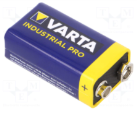 VARTA
INDUSTRIAL PRO
+